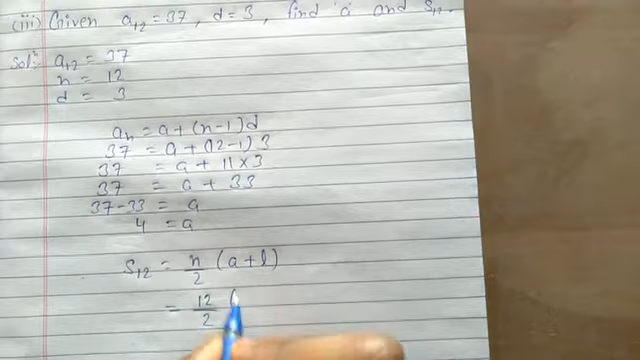 (iii) Given a₁₂ = 37, d = 3, find a and S₁₂.
Solⁿ: a₁₂ = 37
n = 12
d = 3
aₙ = a + (n-1)d
37 = a + (12-1)3
37 = a + 11 × 3
37 = a + 33
37-33 = a
4 = a
S₁₂ = n/2 (a + l)
= 12/2 (